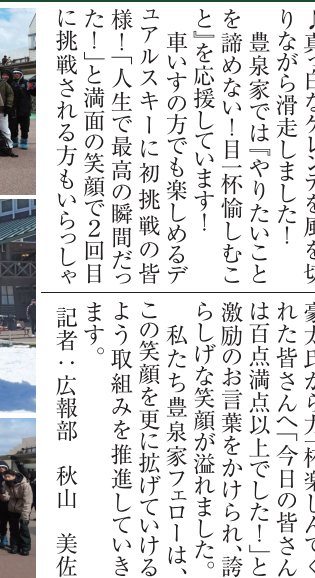 真っ白なゲレンデを風を切
りながら滑走しました！
豊泉家では『やりたいこと
を諦めない！目一杯愉しむこ
と』を応援しています！
車いすの方でも楽しめるデ
ュアルスキーに初挑戦の皆
様！「人生で最高の瞬間だっ
た！」と満面の笑顔で2回目
に挑戦される方もいらっしゃ
豪太氏から大一杯楽しんでく
れた皆さんへ「今日の皆さん
は百点満点以上でした！」と
激励のお言葉をかけられ、誇
らしげな笑顔が溢れました。
私たち豊泉家フェローは、
この笑顔を更に拡げていける
よう取組みを推進していき
ます。
記者：広報部　秋山　美佐